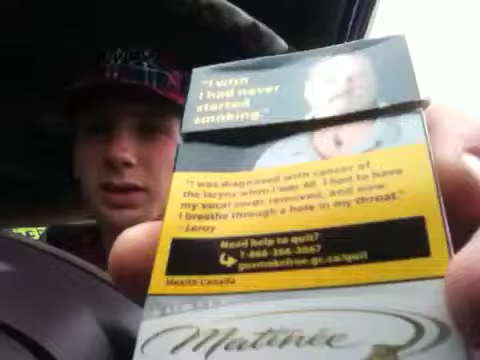 "I wish
I had never
started
smoking."
"I was diagnosed with cancer of
the larynx when I was 48. I had to have
my vocal cords removed, and now
I breathe through a hole in my throat."
- Leroy
Need help to quit?
1-866-366-3667
gosmokefree.gc.ca/quit
Health Canada
Matinée